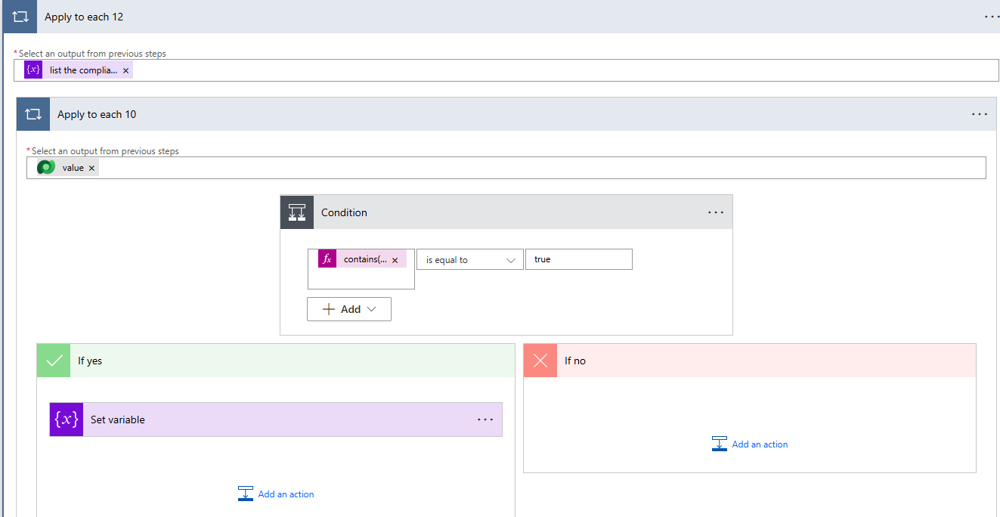 Apply to each 12
* Select an output from previous steps
{x} list the complia... ×
Apply to each 10
* Select an output from previous steps
value ×
Condition
fx contains(... ×
is equal to
true
+ Add
If yes
If no
{x} Set variable
Add an action
Add an action